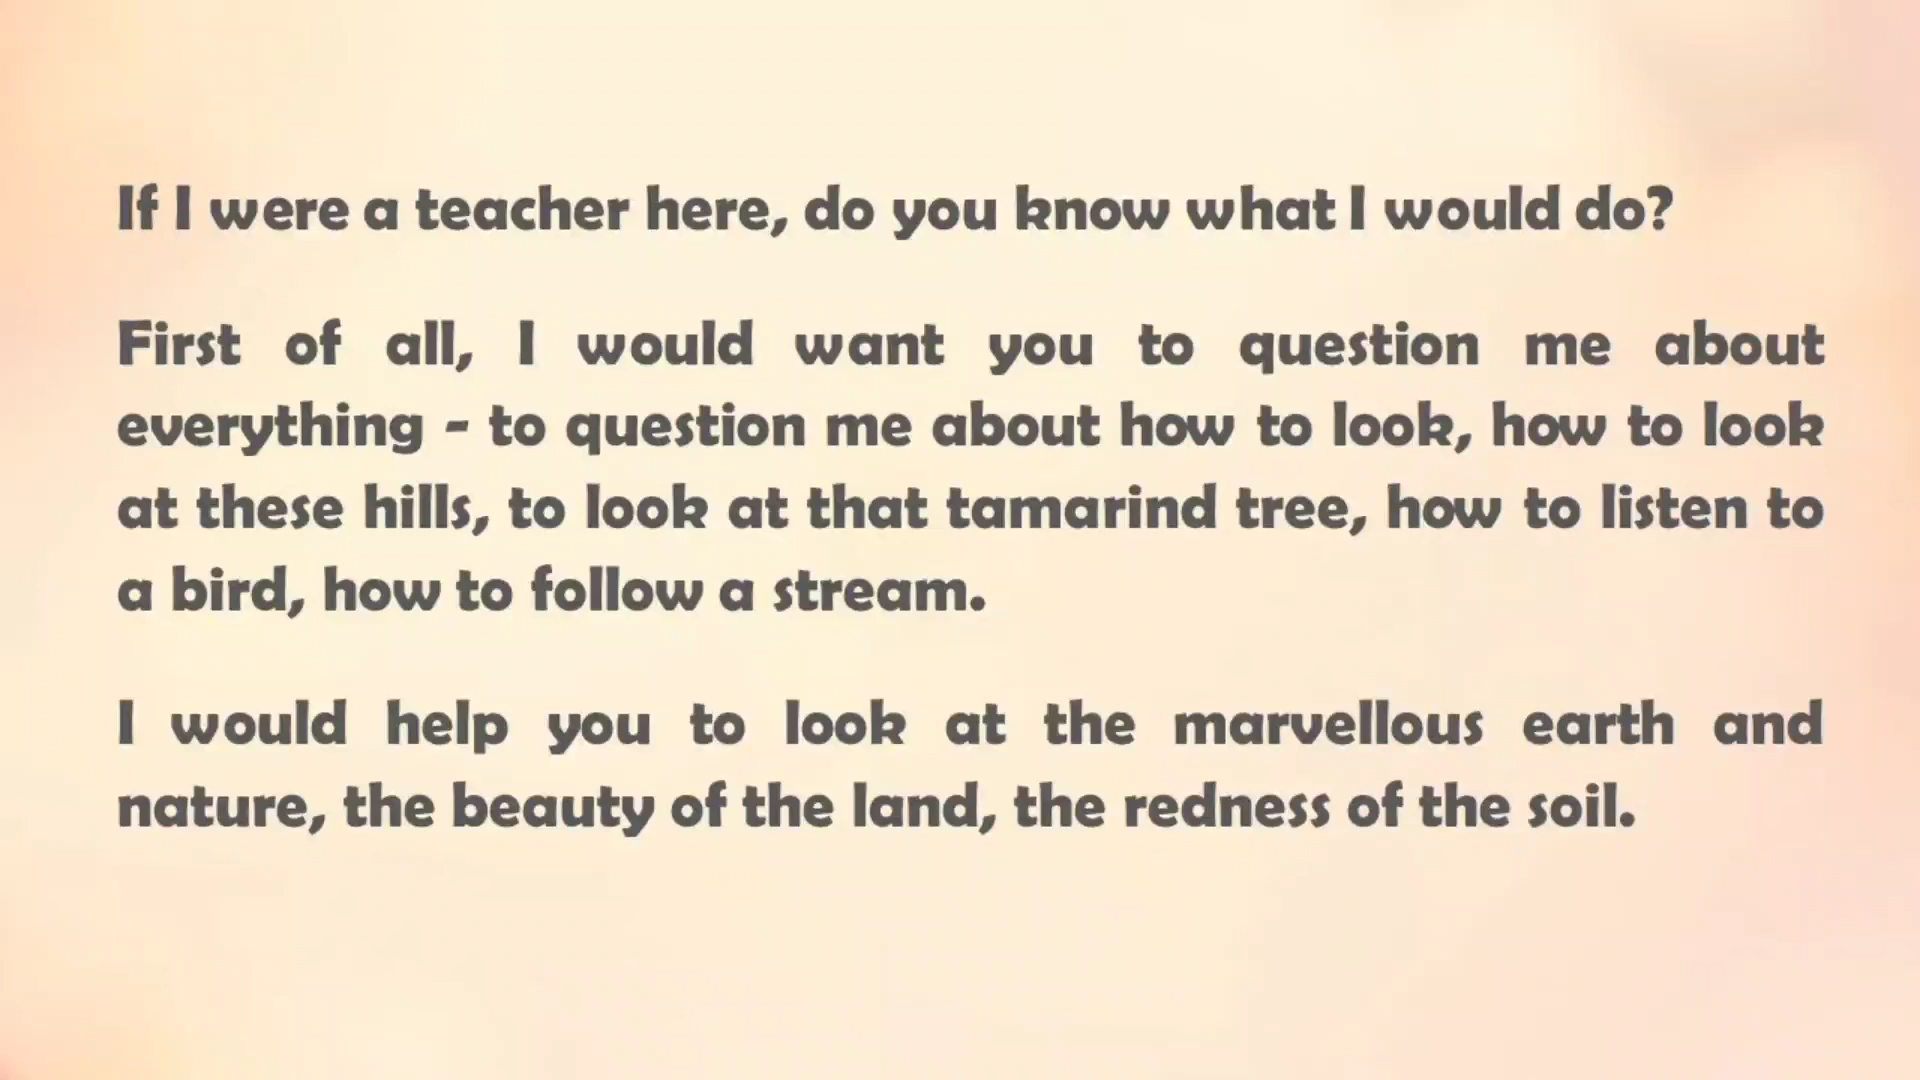 If I were a teacher here, do you know what I would do?
First of all, I would want you to question me about
everything - to question me about how to look, how to look
at these hills, to look at that tamarind tree, how to listen to
a bird, how to follow a stream.
I would help you to look at the marvellous earth and
nature, the beauty of the land, the redness of the soil.